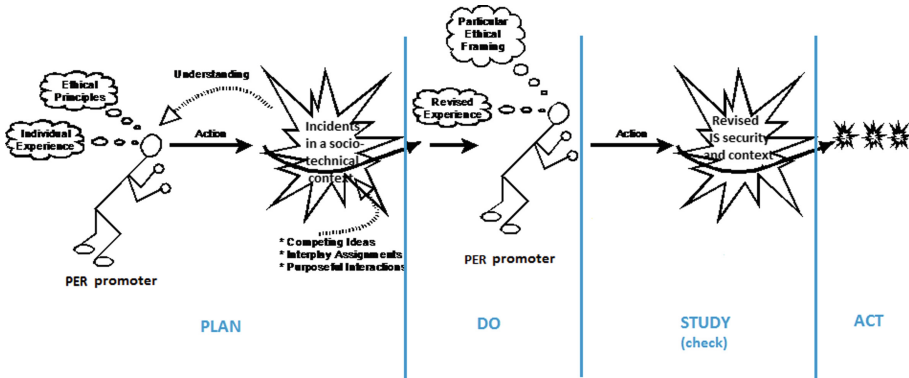 Ethical
Principles
Individual
Experience
Understanding
Action
Incidents
in a socio-
technical
context
* Competing Ideas
* Interplay Assignments
* Purposeful Interactions
PER promoter
PLAN
Particular
Ethical
Framing
Revised
Experience
PER promoter
DO
Action
Revised
IS security
and context
STUDY
(check)
ACT